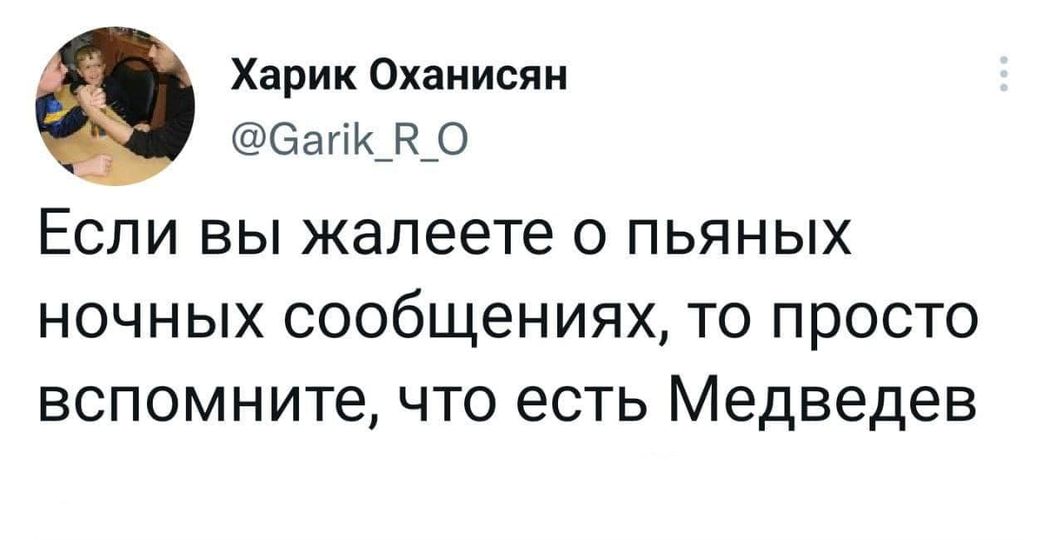 Харик Оханисян
@Garik_R_O
Если вы жалеете о пьяных
ночных сообщениях, то просто
вспомните, что есть Медведев